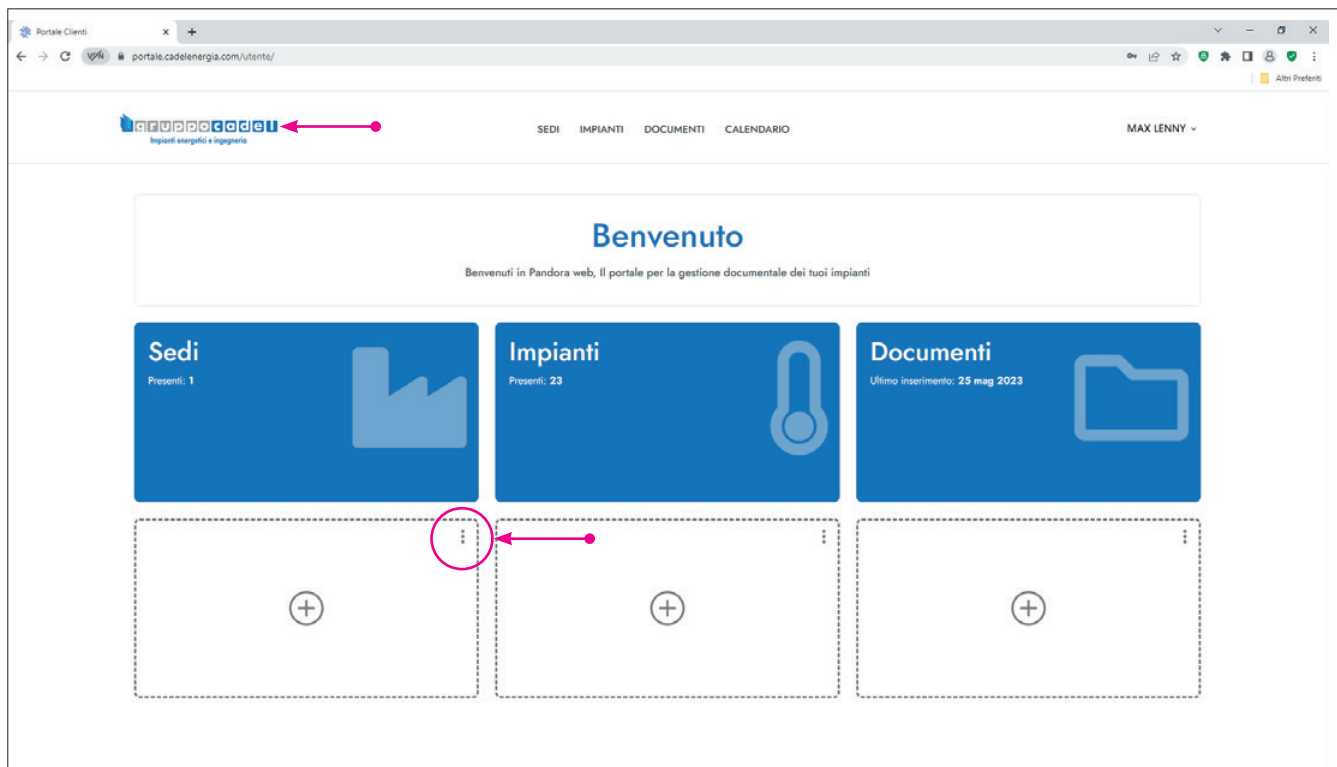 Portale Clienti
VPN portale.cadelenergia.com/utente/
Altri Preferiti
gruppocadel
Impianti energetici e ingegneria
SEDI IMPIANTI DOCUMENTI CALENDARIO
MAX LENNY
Benvenuto
Benvenuti in Pandora web, Il portale per la gestione documentale dei tuoi impianti
Sedi
Presenti: 1
Impianti
Presenti: 23
Documenti
Ultimo inserimento: 25 mag 2023